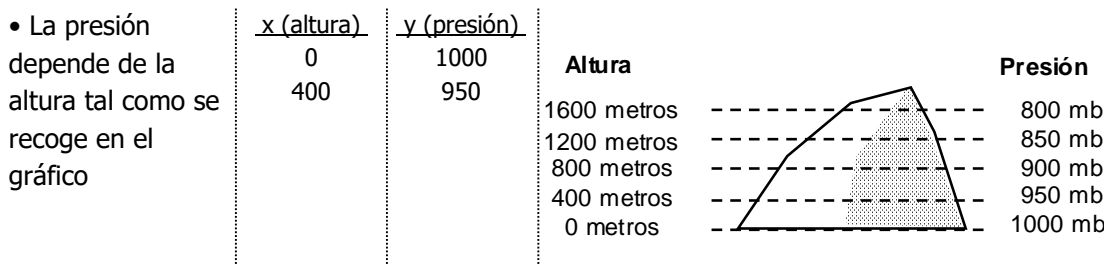 • La presión
depende de la
altura tal como se
recoge en el
gráfico
x (altura)
0
400
y (presión)
1000
950
Altura
1600 metros
1200 metros
800 metros
400 metros
0 metros
Presión
800 mb
850 mb
900 mb
950 mb
1000 mb